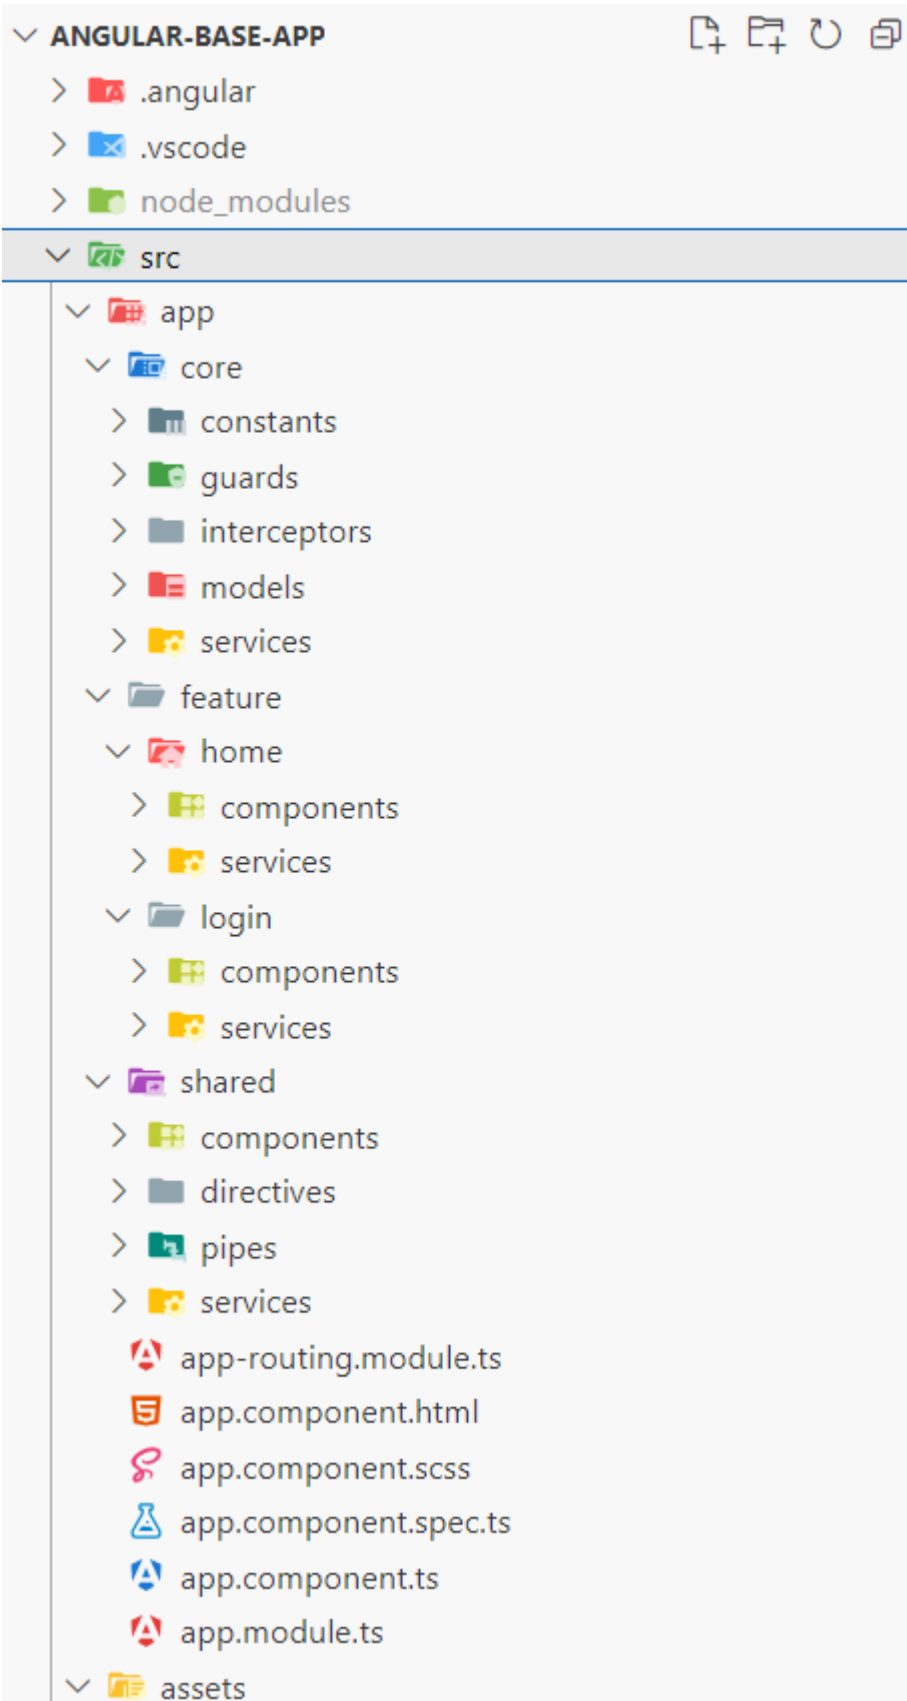 ANGULAR-BASE-APP
.angular
.vscode
node_modules
src
app
core
constants
guards
interceptors
models
services
feature
home
components
services
login
components
services
shared
components
directives
pipes
services
app-routing.module.ts
app.component.html
app.component.scss
app.component.spec.ts
app.component.ts
app.module.ts
assets